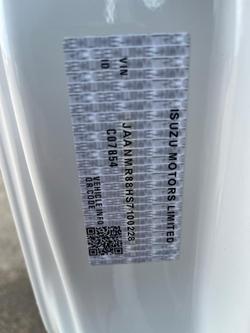 ISUZU MOTORS LIMITED
VIN JAANMR88HS7100228
ID C07854
VEHICLE INFO
QR CODE